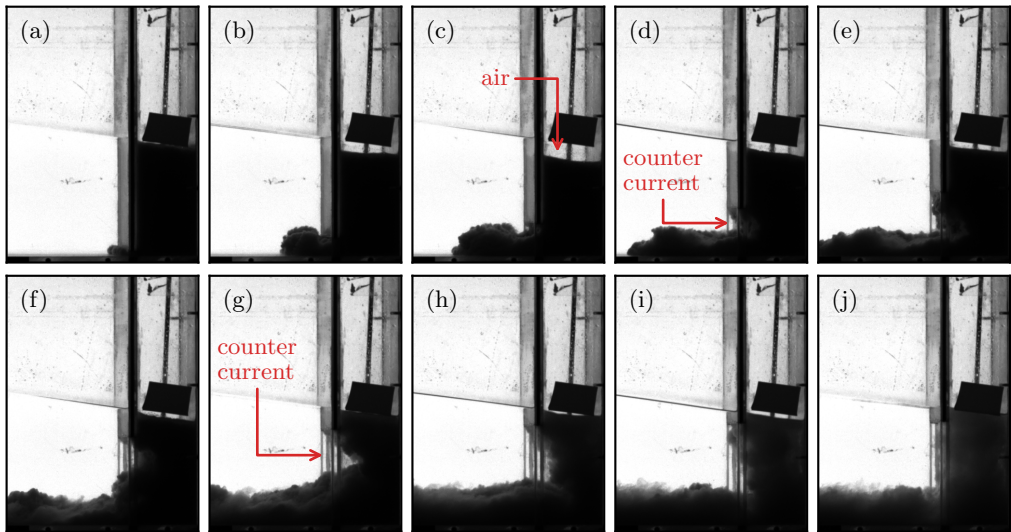 (a)
(b)
(c)
(d)
(e)
air
counter
current
(f)
(g)
(h)
(i)
(j)
counter
current